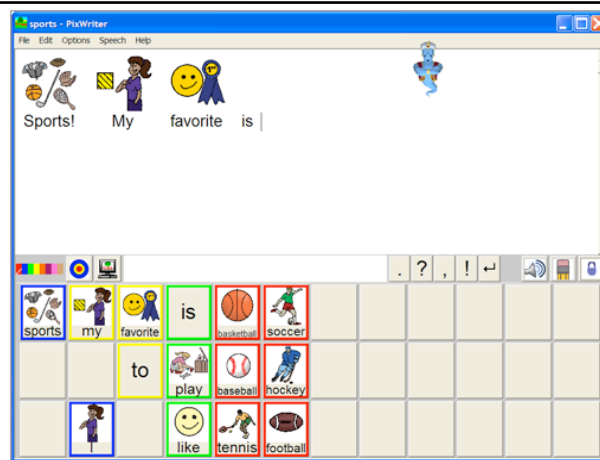 sports - PixWriter
File Edit Options Speech Help
Sports! My favorite is
. ? , !
sports my favorite is basketball soccer
to play baseball hockey
I like tennis football